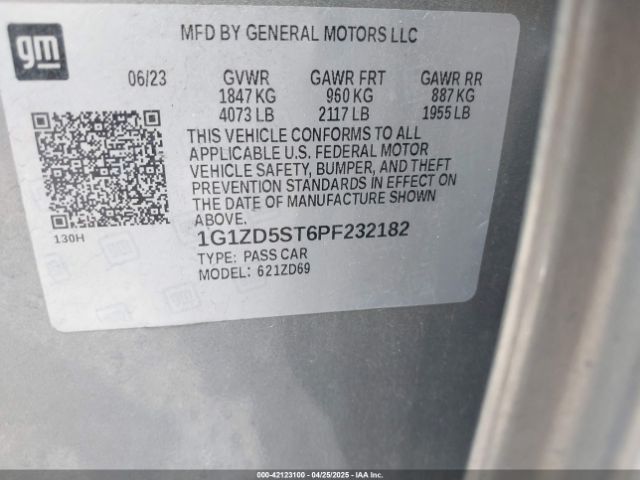 gm
MFD BY GENERAL MOTORS LLC
06/23 GVWR GAWR FRT GAWR RR
1847 KG 960 KG 887 KG
4073 LB 2117 LB 1955 LB
THIS VEHICLE CONFORMS TO ALL
APPLICABLE U.S. FEDERAL MOTOR
VEHICLE SAFETY, BUMPER, AND THEFT
PREVENTION STANDARDS IN EFFECT ON
THE DATE OF MANUFACTURE SHOWN
ABOVE.
130H
1G1ZD5ST6PF232182
TYPE: PASS CAR
MODEL: 621ZD69
000-42123100 - 04/25/2025 - IAA Inc.